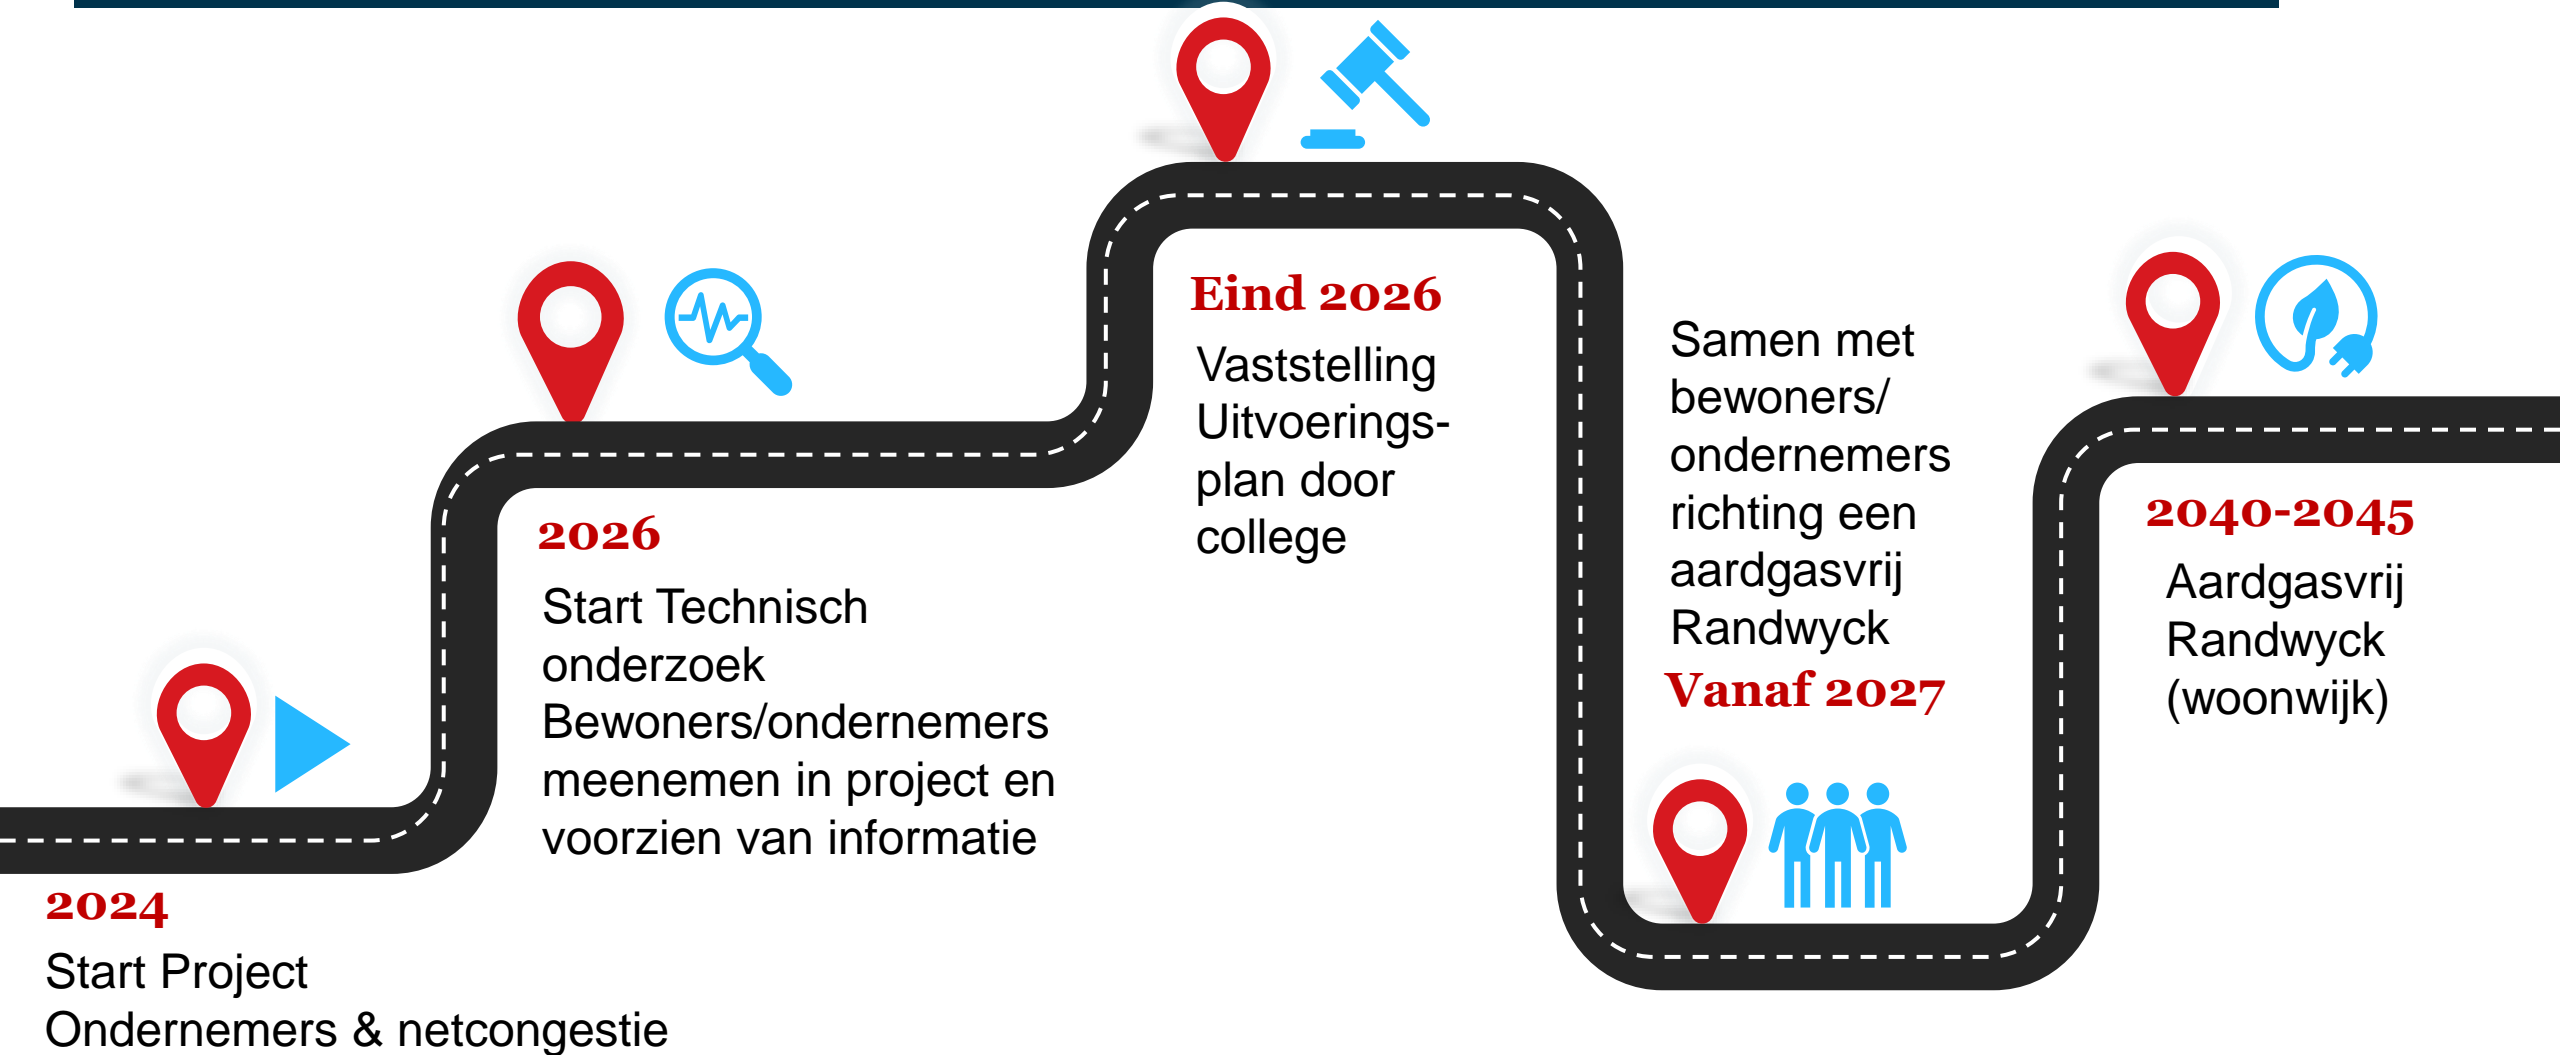 2024
Start Project
Ondernemers & netcongestie
2026
Start Technisch
onderzoek
Bewoners/ondernemers
meenemen in project en
voorzien van informatie
Eind 2026
Vaststelling
Uitvoerings-
plan door
college
Samen met
bewoners/
ondernemers
richting een
aardgasvrij
Randwyck
Vanaf 2027
2040-2045
Aardgasvrij
Randwyck
(woonwijk)